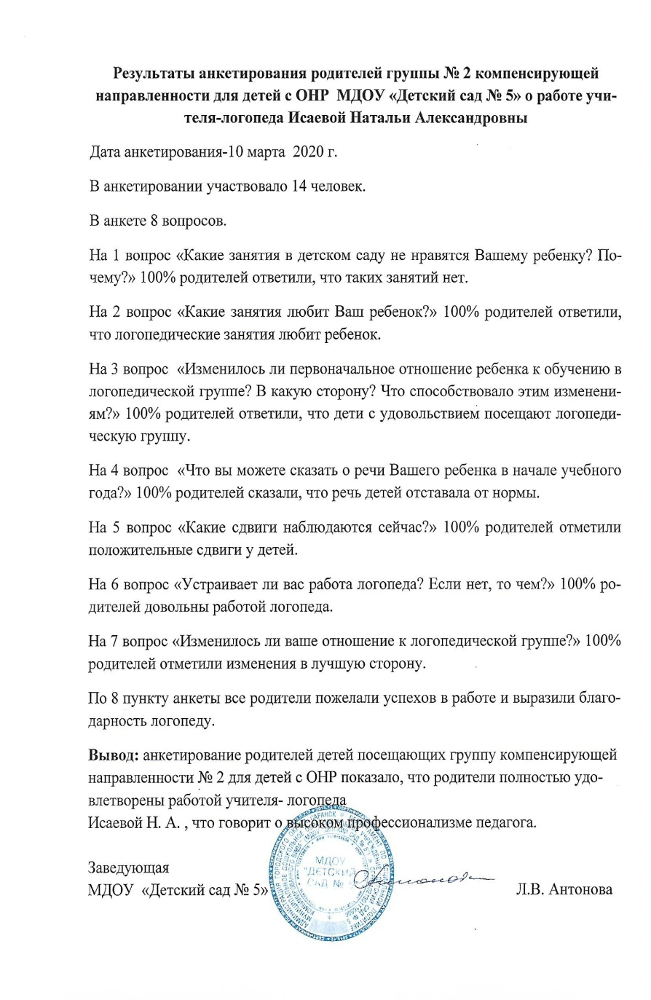 Результаты анкетирования родителей группы № 2 компенсирующей
направленности для детей с ОНР МДОУ «Детский сад № 5» о работе учи-
теля-логопеда Исаевой Натальи Александровны
Дата анкетирования-10 марта 2020 г.
В анкетировании участвовало 14 человек.
В анкете 8 вопросов.
На 1 вопрос «Какие занятия в детском саду не нравятся Вашему ребенку? По-
чему?» 100% родителей ответили, что таких занятий нет.
На 2 вопрос «Какие занятия любит Ваш ребенок?» 100% родителей ответили,
что логопедические занятия любит ребенок.
На 3 вопрос «Изменилось ли первоначальное отношение ребенка к обучению в
логопедической группе? В какую сторону? Что способствовало этим изменени-
ям?» 100% родителей ответили, что дети с удовольствием посещают логопеди-
ческую группу.
На 4 вопрос «Что вы можете сказать о речи Вашего ребенка в начале учебного
года?» 100% родителей сказали, что речь детей отставала от нормы.
На 5 вопрос «Какие сдвиги наблюдаются сейчас?» 100% родителей отметили
положительные сдвиги у детей.
На 6 вопрос «Устраивает ли вас работа логопеда? Если нет, то чем?» 100% ро-
дителей довольны работой логопеда.
На 7 вопрос «Изменилось ли ваше отношение к логопедической группе?» 100%
родителей отметили изменения в лучшую сторону.
По 8 пункту анкеты все родители пожелали успехов в работе и выразили благо-
дарность логопеду.
Вывод: анкетирование родителей детей посещающих группу компенсирующей
направленности № 2 для детей с ОНР показало, что родители полностью удо-
влетворены работой учителя- логопеда
Исаевой Н. А. , что говорит о высоком профессионализме педагога.
Заведующая
МДОУ «Детский сад № 5»
Л.В. Антонова
МДОУ
"ДЕТСКИЙ
САД №